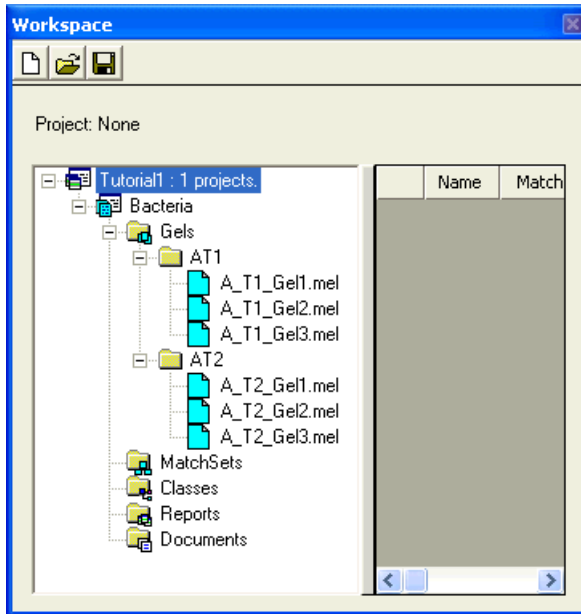 Workspace
Project: None
Tutorial1 : 1 projects.
Name
Match
Bacteria
Gels
AT1
A_T1_Gel1.mel
A_T1_Gel2.mel
A_T1_Gel3.mel
AT2
A_T2_Gel1.mel
A_T2_Gel2.mel
A_T2_Gel3.mel
MatchSets
Classes
Reports
Documents